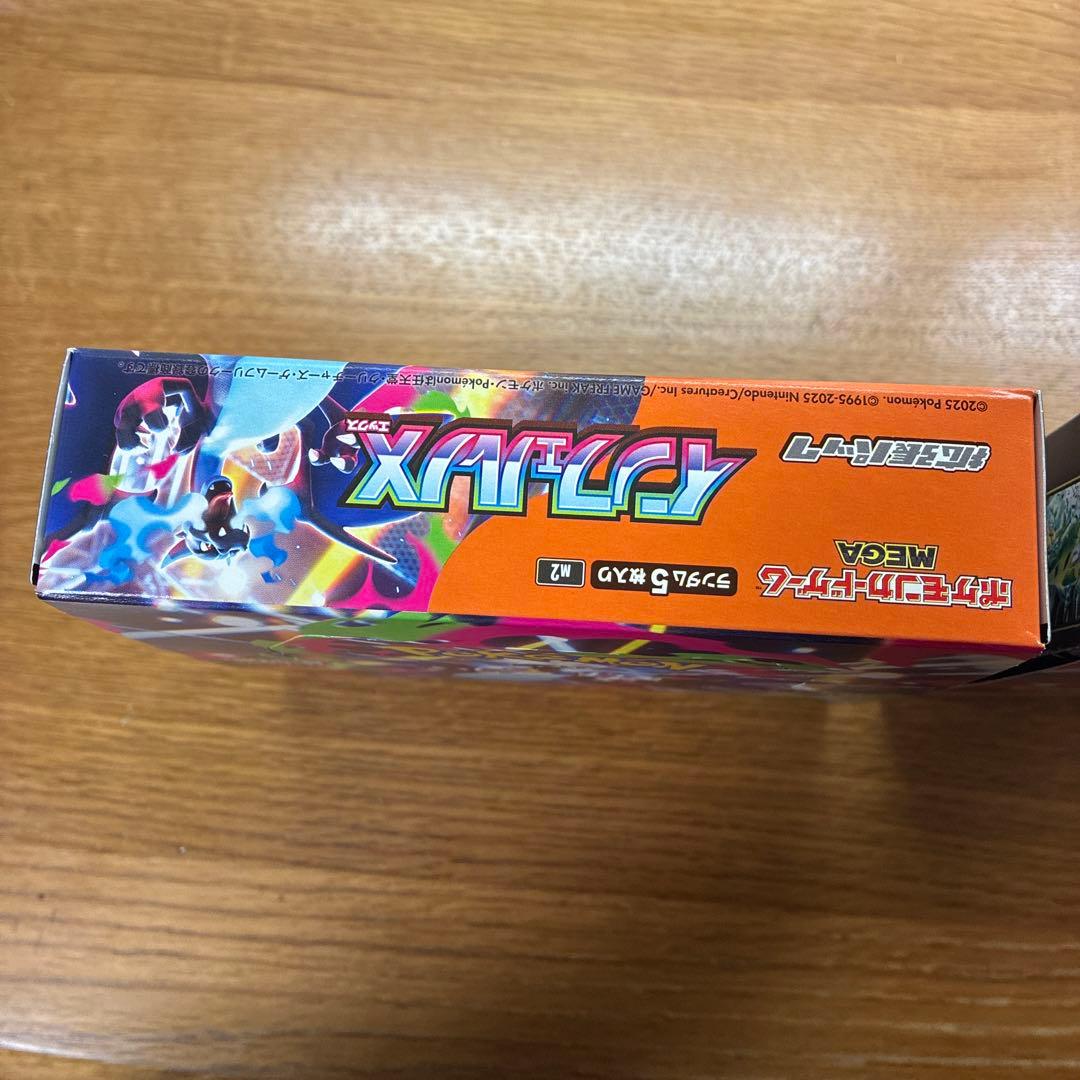 ポケモンカードゲーム
MEGA
拡張パック
ランダム5枚入り
M2
インフェルノX
エックス
©2025 Pokémon. ©1995-2025 Nintendo/Creatures Inc./GAME FREAK inc. ポケモン・Pokémonは任天堂・クリーチャーズ・ゲームフリークの登録商標です。